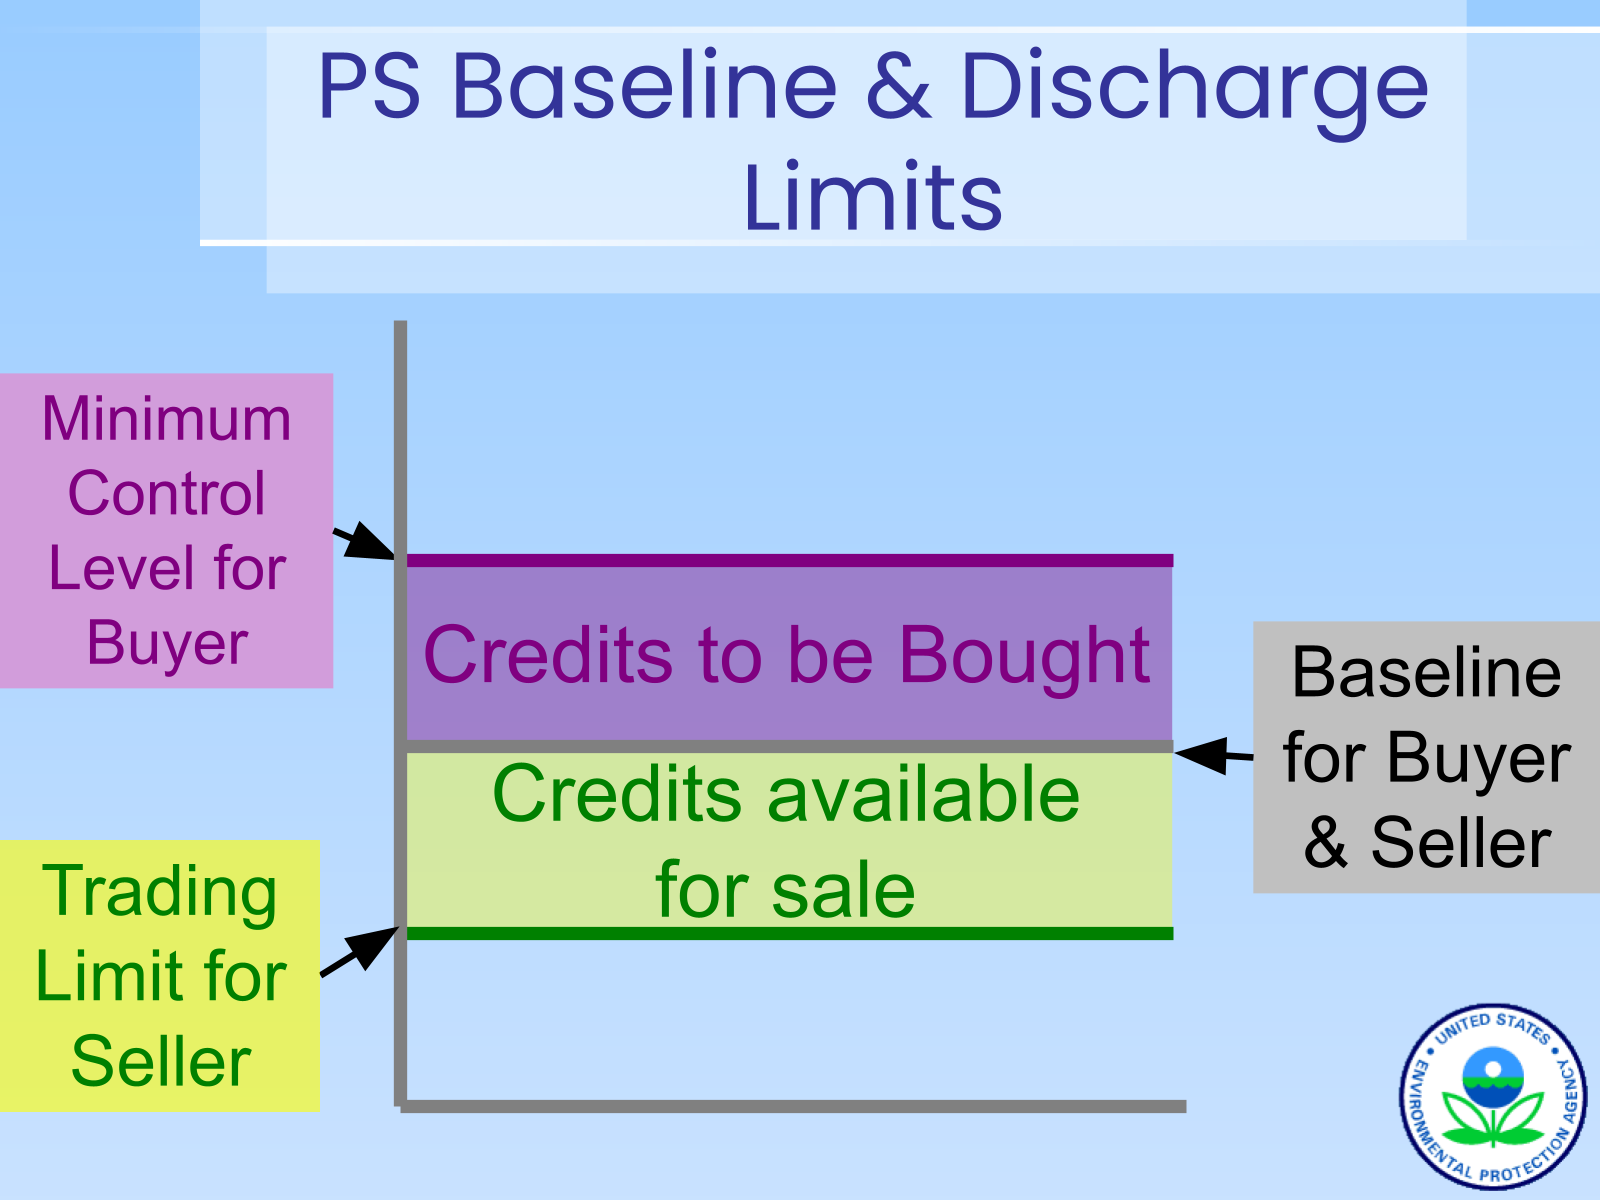 PS Baseline & Discharge
Limits
Minimum
Control
Level for
Buyer
Credits to be Bought
Baseline
for Buyer
& Seller
Credits available
for sale
Trading
Limit for
Seller
UNITED STATES
ENVIRONMENTAL PROTECTION AGENCY